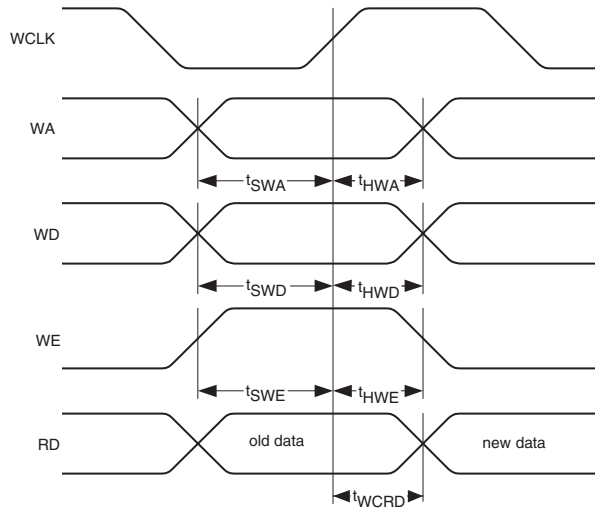 WCLK
WA
tSWA tHWA
WD
tSWD tHWD
WE
tSWE tHWE
RD old data new data
tWCRD